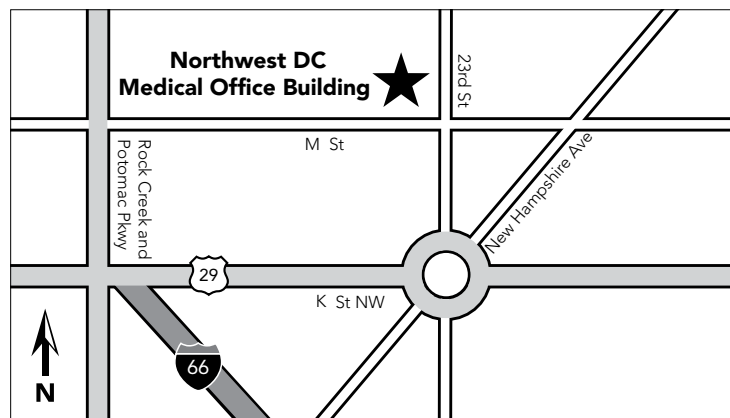 Northwest DC
Medical Office Building
23rd St
M St
Rock Creek and
Potomac Pkwy
New Hampshire Ave
29
K St NW
66
N